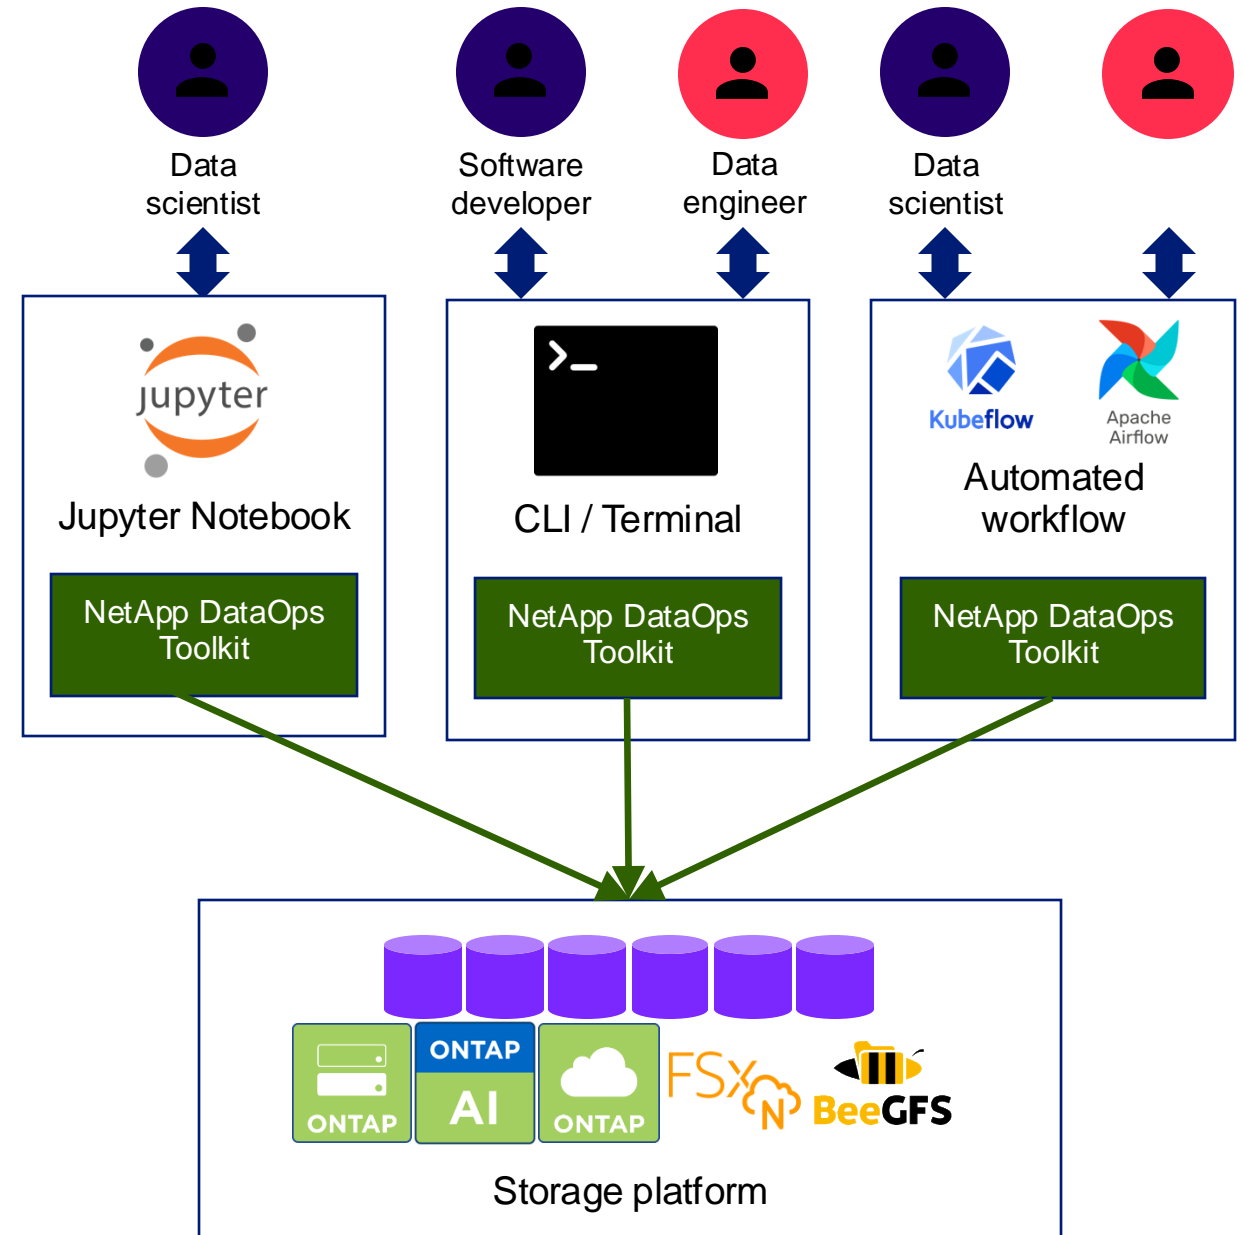 Data
scientist
Software
developer
Data
engineer
Data
scientist
jupyter
Jupyter Notebook
NetApp DataOps
Toolkit
>_
CLI / Terminal
NetApp DataOps
Toolkit
Kubeflow
Apache
Airflow
Automated
workflow
NetApp DataOps
Toolkit
ONTAP
ONTAP
AI
ONTAP
FSx
N
BeeGFS
Storage platform